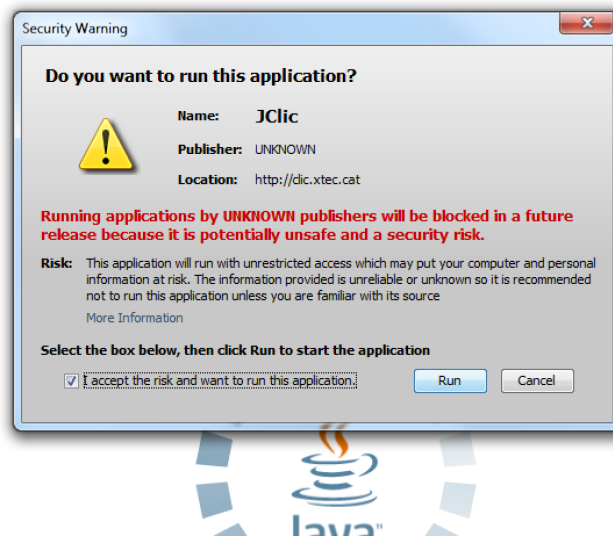 Security Warning
Do you want to run this application?
Name: JClic
Publisher: UNKNOWN
Location: http://clic.xtec.cat
Running applications by UNKNOWN publishers will be blocked in a future
release because it is potentially unsafe and a security risk.
Risk: This application will run with unrestricted access which may put your computer and personal
information at risk. The information provided is unreliable or unknown so it is recommended
not to run this application unless you are familiar with its source
More Information
Select the box below, then click Run to start the application
I accept the risk and want to run this application.
Run Cancel
Java™